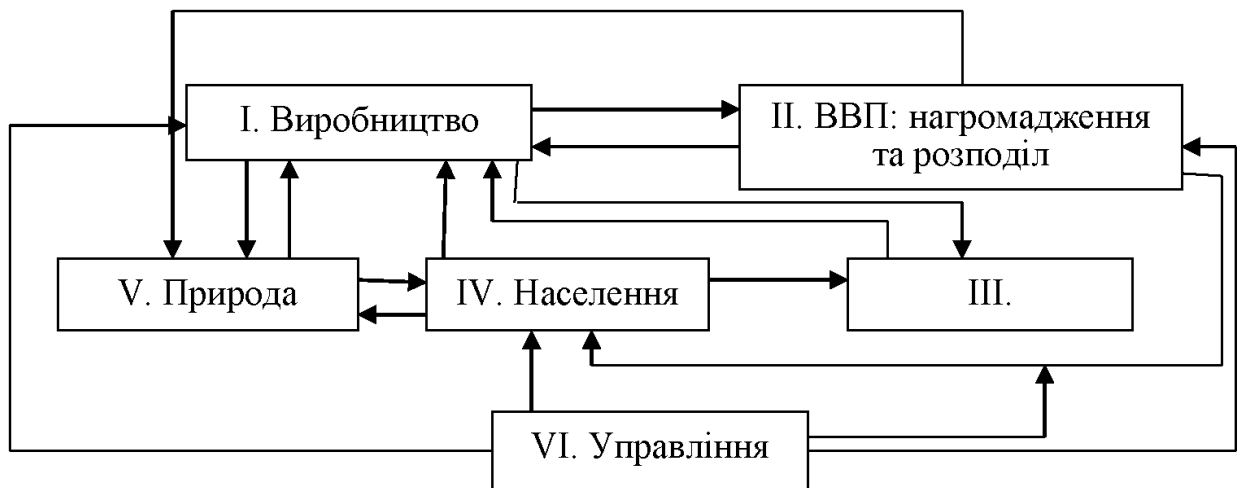 I. Виробництво
II. ВВП: нагромадження
та розподіл
V. Природа
IV. Населення
III.
VI. Управління